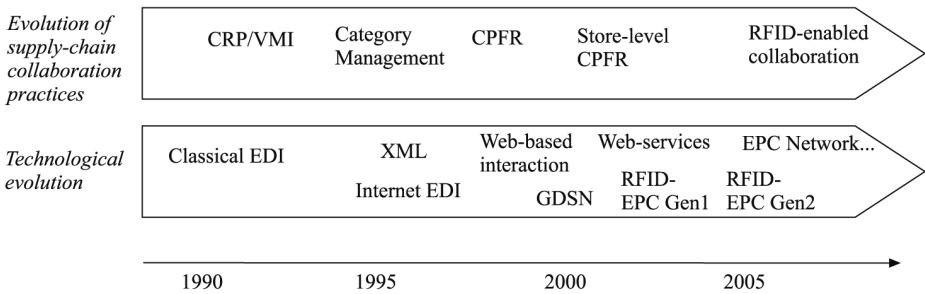 Evolution of
supply-chain
collaboration
practices
CRP/VMI
Category
Management
CPFR
Store-level
CPFR
RFID-enabled
collaboration
Technological
evolution
Classical EDI
XML
Internet EDI
Web-based
interaction
GDSN
Web-services
RFID-
EPC Gen1
EPC Network...
RFID-
EPC Gen2
1990
1995
2000
2005